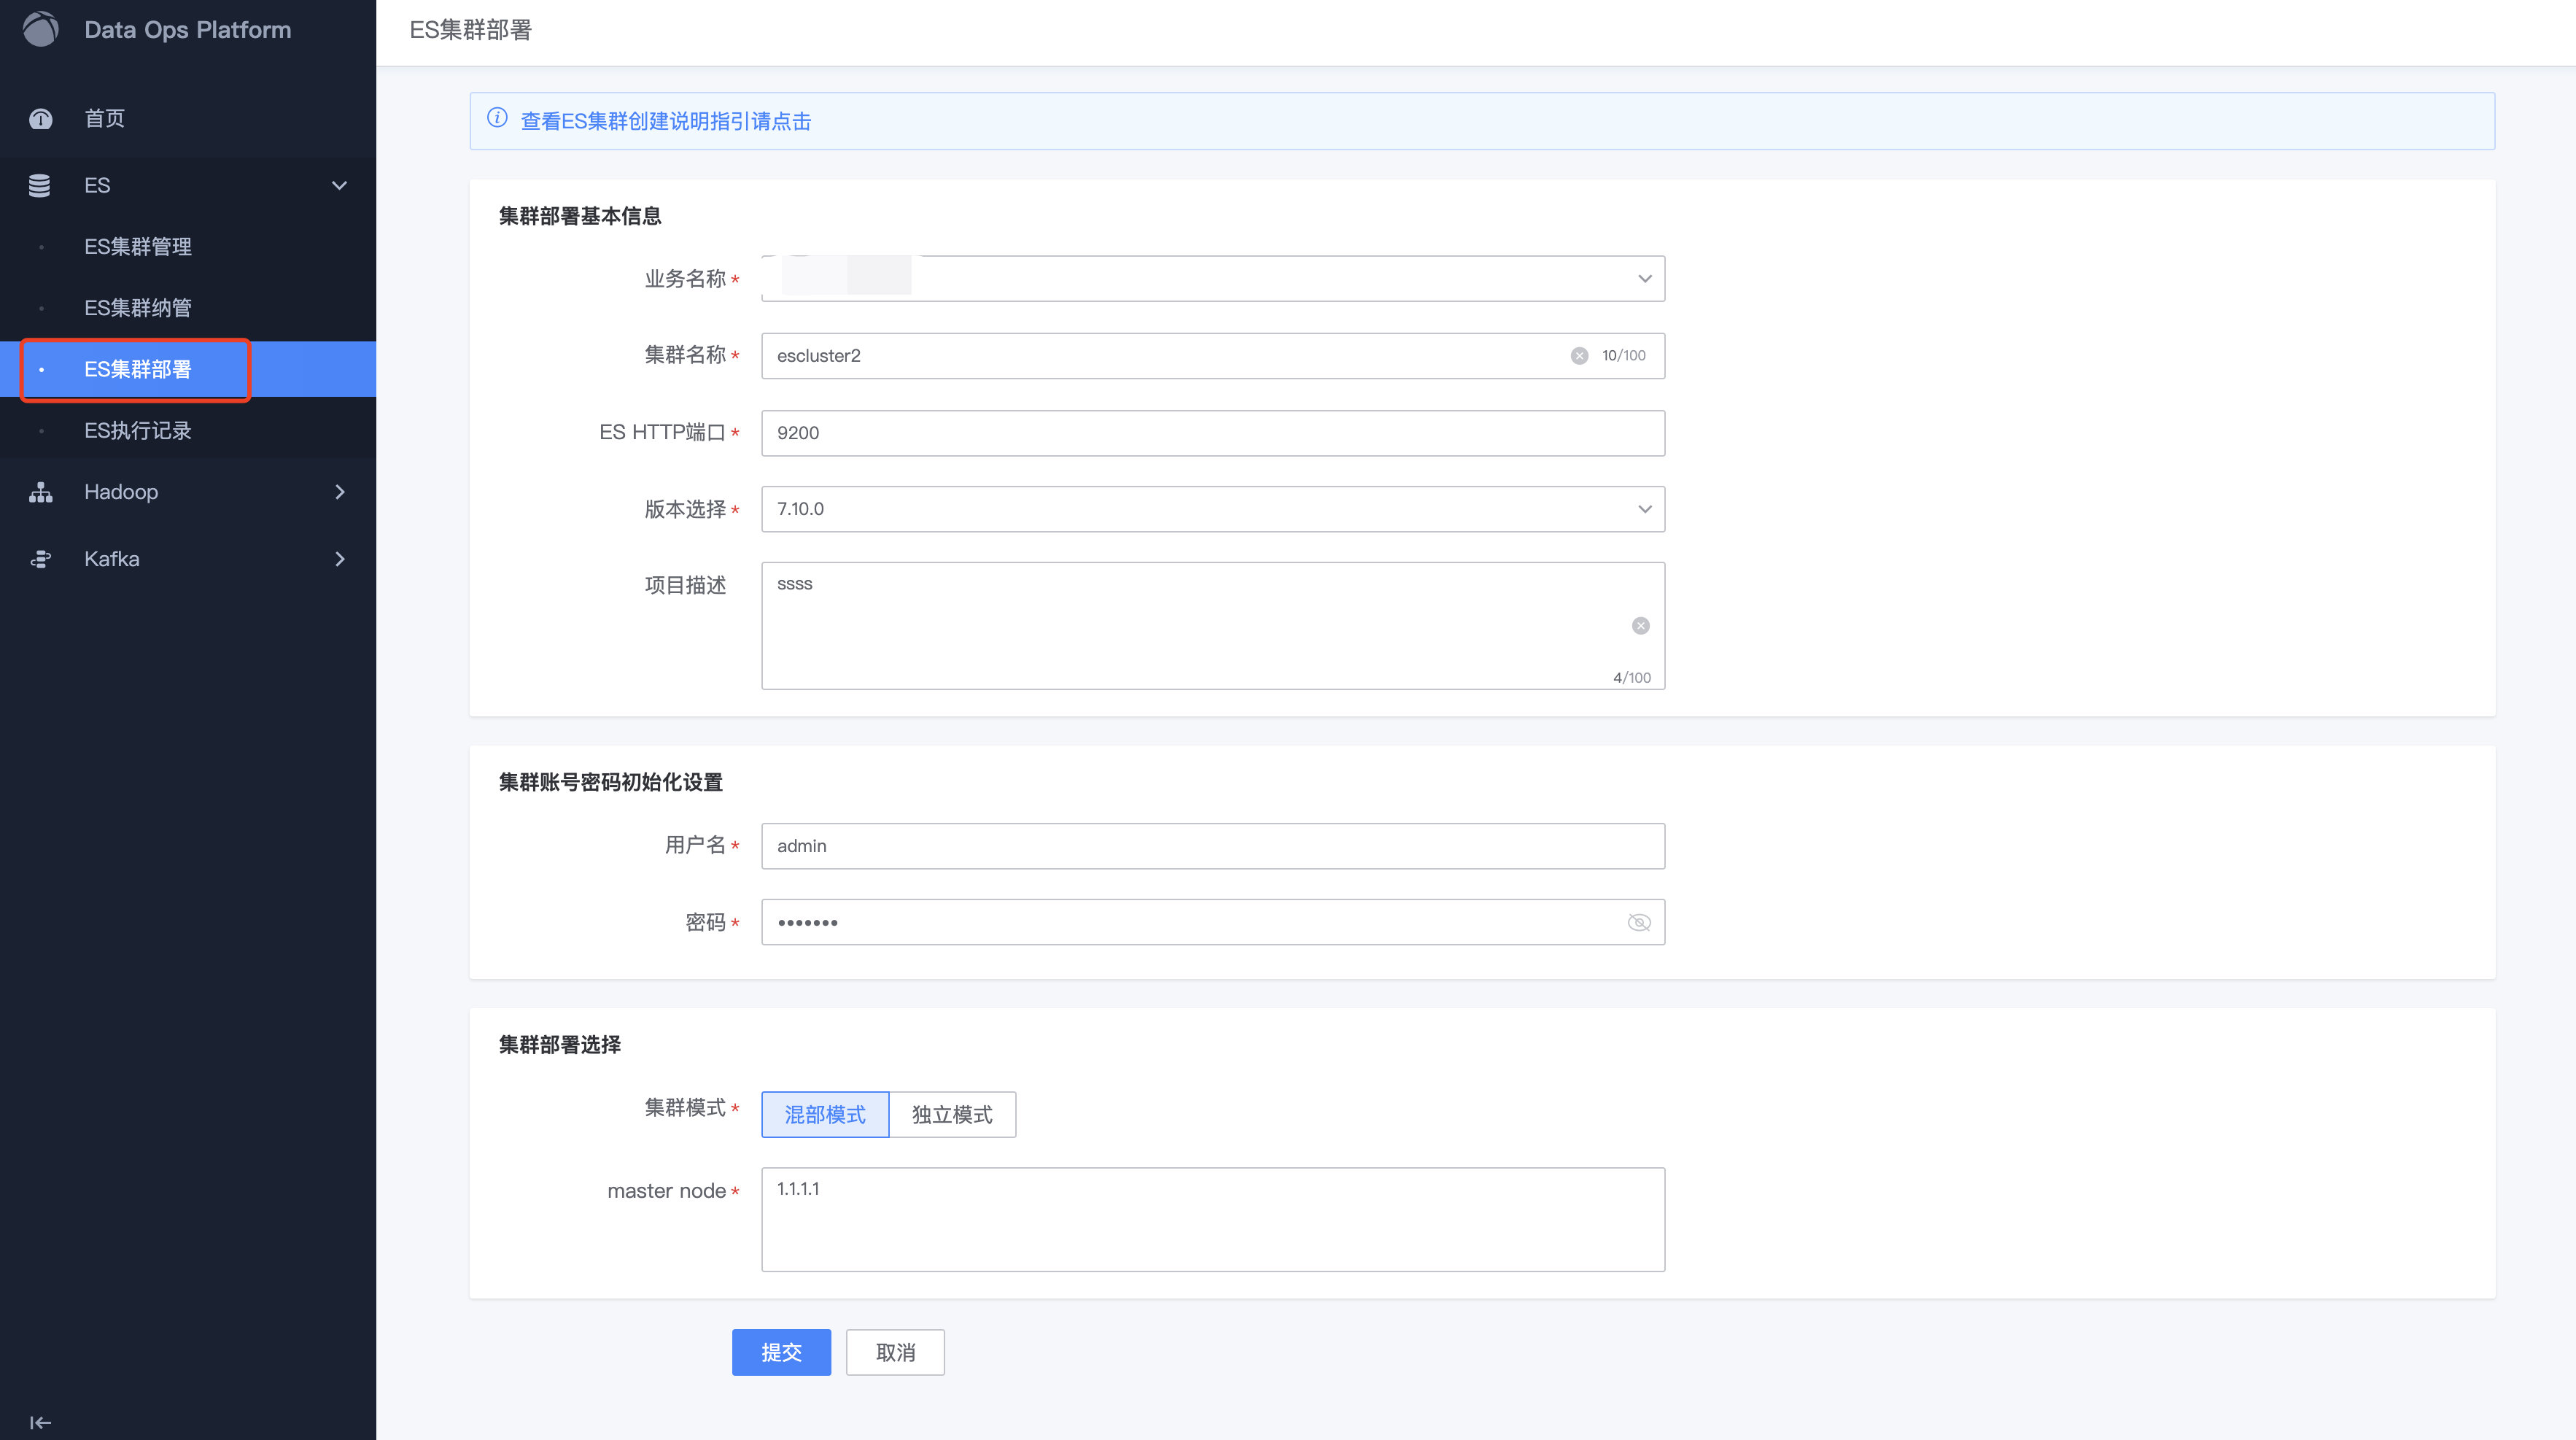 Data Ops Platform
首页
ES
ES集群管理
ES集群纳管
ES集群部署
ES执行记录
Hadoop
Kafka
ES集群部署
查看ES集群创建说明指引请点击
集群部署基本信息
业务名称 *
集群名称 * escluster2 10/100
ES HTTP端口 * 9200
版本选择 * 7.10.0
项目描述 ssss
4/100
集群账号密码初始化设置
用户名 * admin
密码 * •••••••
集群部署选择
集群模式 * 混部模式 独立模式
master node * 1.1.1.1
提交 取消